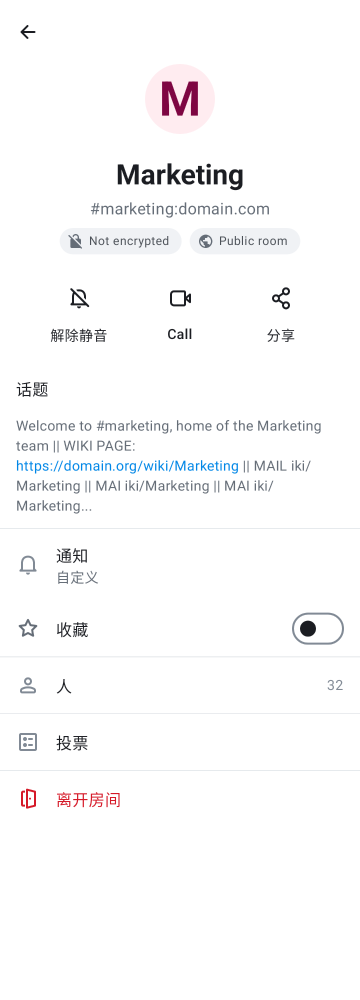 M
Marketing
#marketing:domain.com
Not encrypted
Public room
解除静音
Call
分享
话题
Welcome to #marketing, home of the Marketing
team || WIKI PAGE:
https://domain.org/wiki/Marketing || MAIL iki/
Marketing || MAI iki/Marketing || MAI iki/
Marketing...
通知
自定义
收藏
人
32
投票
离开房间